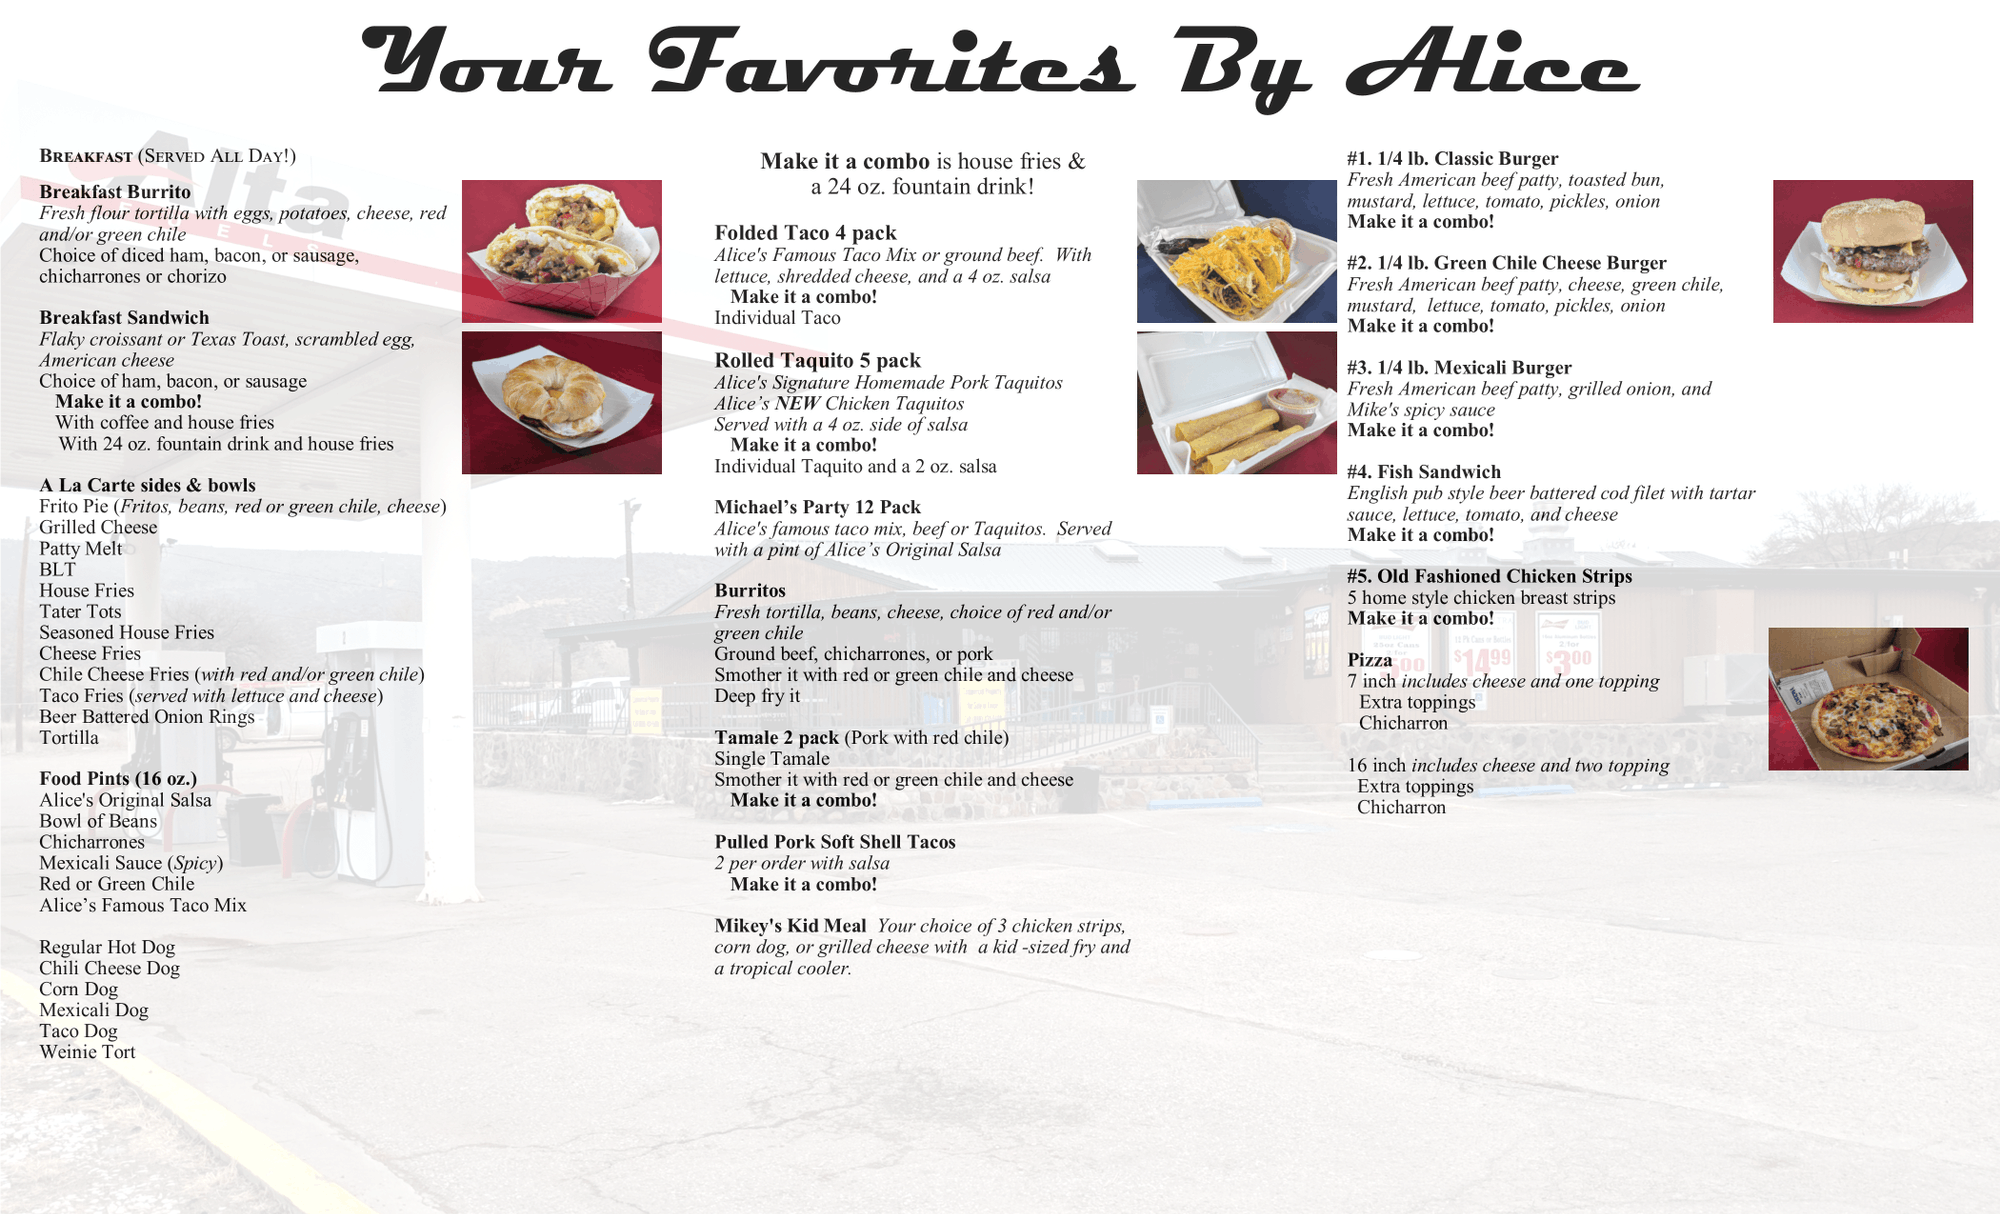 Your Favorites By Alice
BREAKFAST (SERVED ALL DAY!)
Breakfast Burrito
Fresh flour tortilla with eggs, potatoes, cheese, red
and/or green chile
Choice of diced ham, bacon, or sausage,
chicharrones or chorizo
Breakfast Sandwich
Flaky croissant or Texas Toast, scrambled egg,
American cheese
Choice of ham, bacon, or sausage
Make it a combo!
With coffee and house fries
With 24 oz. fountain drink and house fries
A La Carte sides & bowls
Frito Pie (Fritos, beans, red or green chile, cheese)
Grilled Cheese
Patty Melt
BLT
House Fries
Tater Tots
Seasoned House Fries
Cheese Fries
Chile Cheese Fries (with red and/or green chile)
Taco Fries (served with lettuce and cheese)
Beer Battered Onion Rings
Tortilla
Food Pints (16 oz.)
Alice's Original Salsa
Bowl of Beans
Chicharrones
Mexicali Sauce (Spicy)
Red or Green Chile
Alice’s Famous Taco Mix
Regular Hot Dog
Chili Cheese Dog
Corn Dog
Mexicali Dog
Taco Dog
Weinie Tort
Make it a combo is house fries &
a 24 oz. fountain drink!
Folded Taco 4 pack
Alice's Famous Taco Mix or ground beef. With
lettuce, shredded cheese, and a 4 oz. salsa
Make it a combo!
Individual Taco
Rolled Taquito 5 pack
Alice's Signature Homemade Pork Taquitos
Alice’s NEW Chicken Taquitos
Served with a 4 oz. side of salsa
Make it a combo!
Individual Taquito and a 2 oz. salsa
Michael’s Party 12 Pack
Alice's famous taco mix, beef or Taquitos. Served
with a pint of Alice’s Original Salsa
Burritos
Fresh tortilla, beans, cheese, choice of red and/or
green chile
Ground beef, chicharrones, or pork
Smother it with red or green chile and cheese
Deep fry it
Tamale 2 pack (Pork with red chile)
Single Tamale
Smother it with red or green chile and cheese
Make it a combo!
Pulled Pork Soft Shell Tacos
2 per order with salsa
Make it a combo!
Mikey's Kid Meal Your choice of 3 chicken strips,
corn dog, or grilled cheese with a kid -sized fry and
a tropical cooler.
#1. 1/4 lb. Classic Burger
Fresh American beef patty, toasted bun,
mustard, lettuce, tomato, pickles, onion
Make it a combo!
#2. 1/4 lb. Green Chile Cheese Burger
Fresh American beef patty, cheese, green chile,
mustard, lettuce, tomato, pickles, onion
Make it a combo!
#3. 1/4 lb. Mexicali Burger
Fresh American beef patty, grilled onion, and
Mike's spicy sauce
Make it a combo!
#4. Fish Sandwich
English pub style beer battered cod filet with tartar
sauce, lettuce, tomato, and cheese
Make it a combo!
#5. Old Fashioned Chicken Strips
5 home style chicken breast strips
Make it a combo!
Pizza
7 inch includes cheese and one topping
Extra toppings
Chicharron
16 inch includes cheese and two topping
Extra toppings
Chicharron
Alta
FUELS
$14.99
$3.00